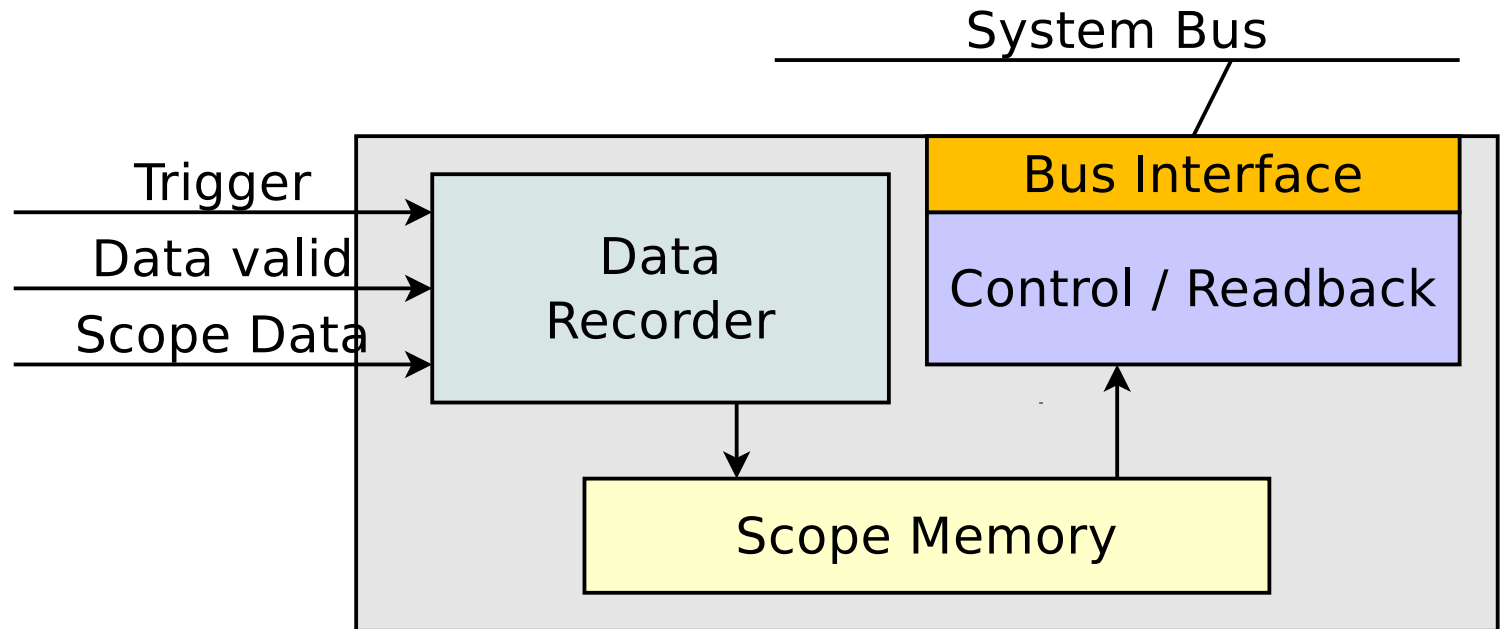 System Bus
Trigger
Data valid
Scope Data
Data
Recorder
Bus Interface
Control / Readback
Scope Memory